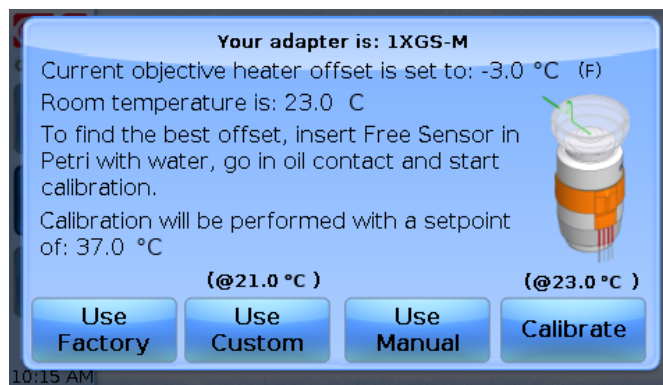 Your adapter is: 1XGS-M
Current objective heater offset is set to: -3.0 °C (F)
Room temperature is: 23.0 C
To find the best offset, insert Free Sensor in
Petri with water, go in oil contact and start
calibration.
Calibration will be performed with a setpoint
of: 37.0 °C
(@21.0 °C ) (@23.0 °C )
Use Use Use
Factory Custom Manual Calibrate
10:15 AM